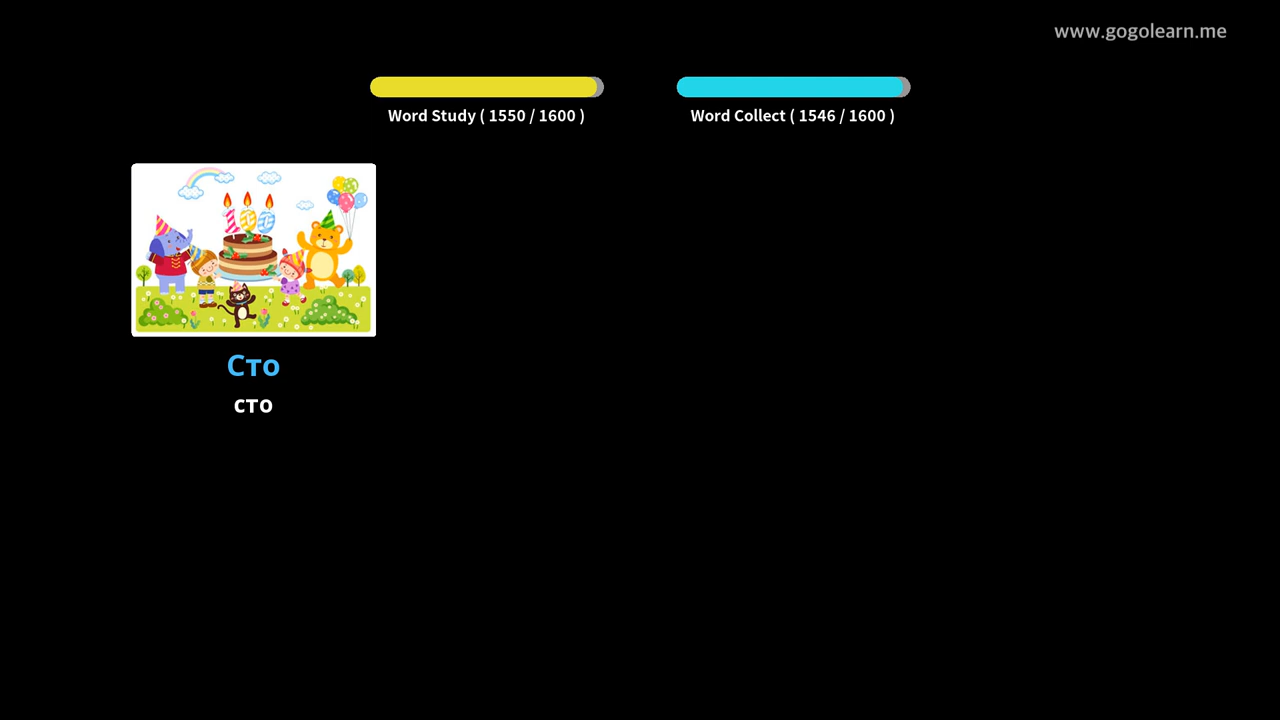 www.gogolearn.me
Word Study ( 1550 / 1600 )
Word Collect ( 1546 / 1600 )
100
Сто
сто